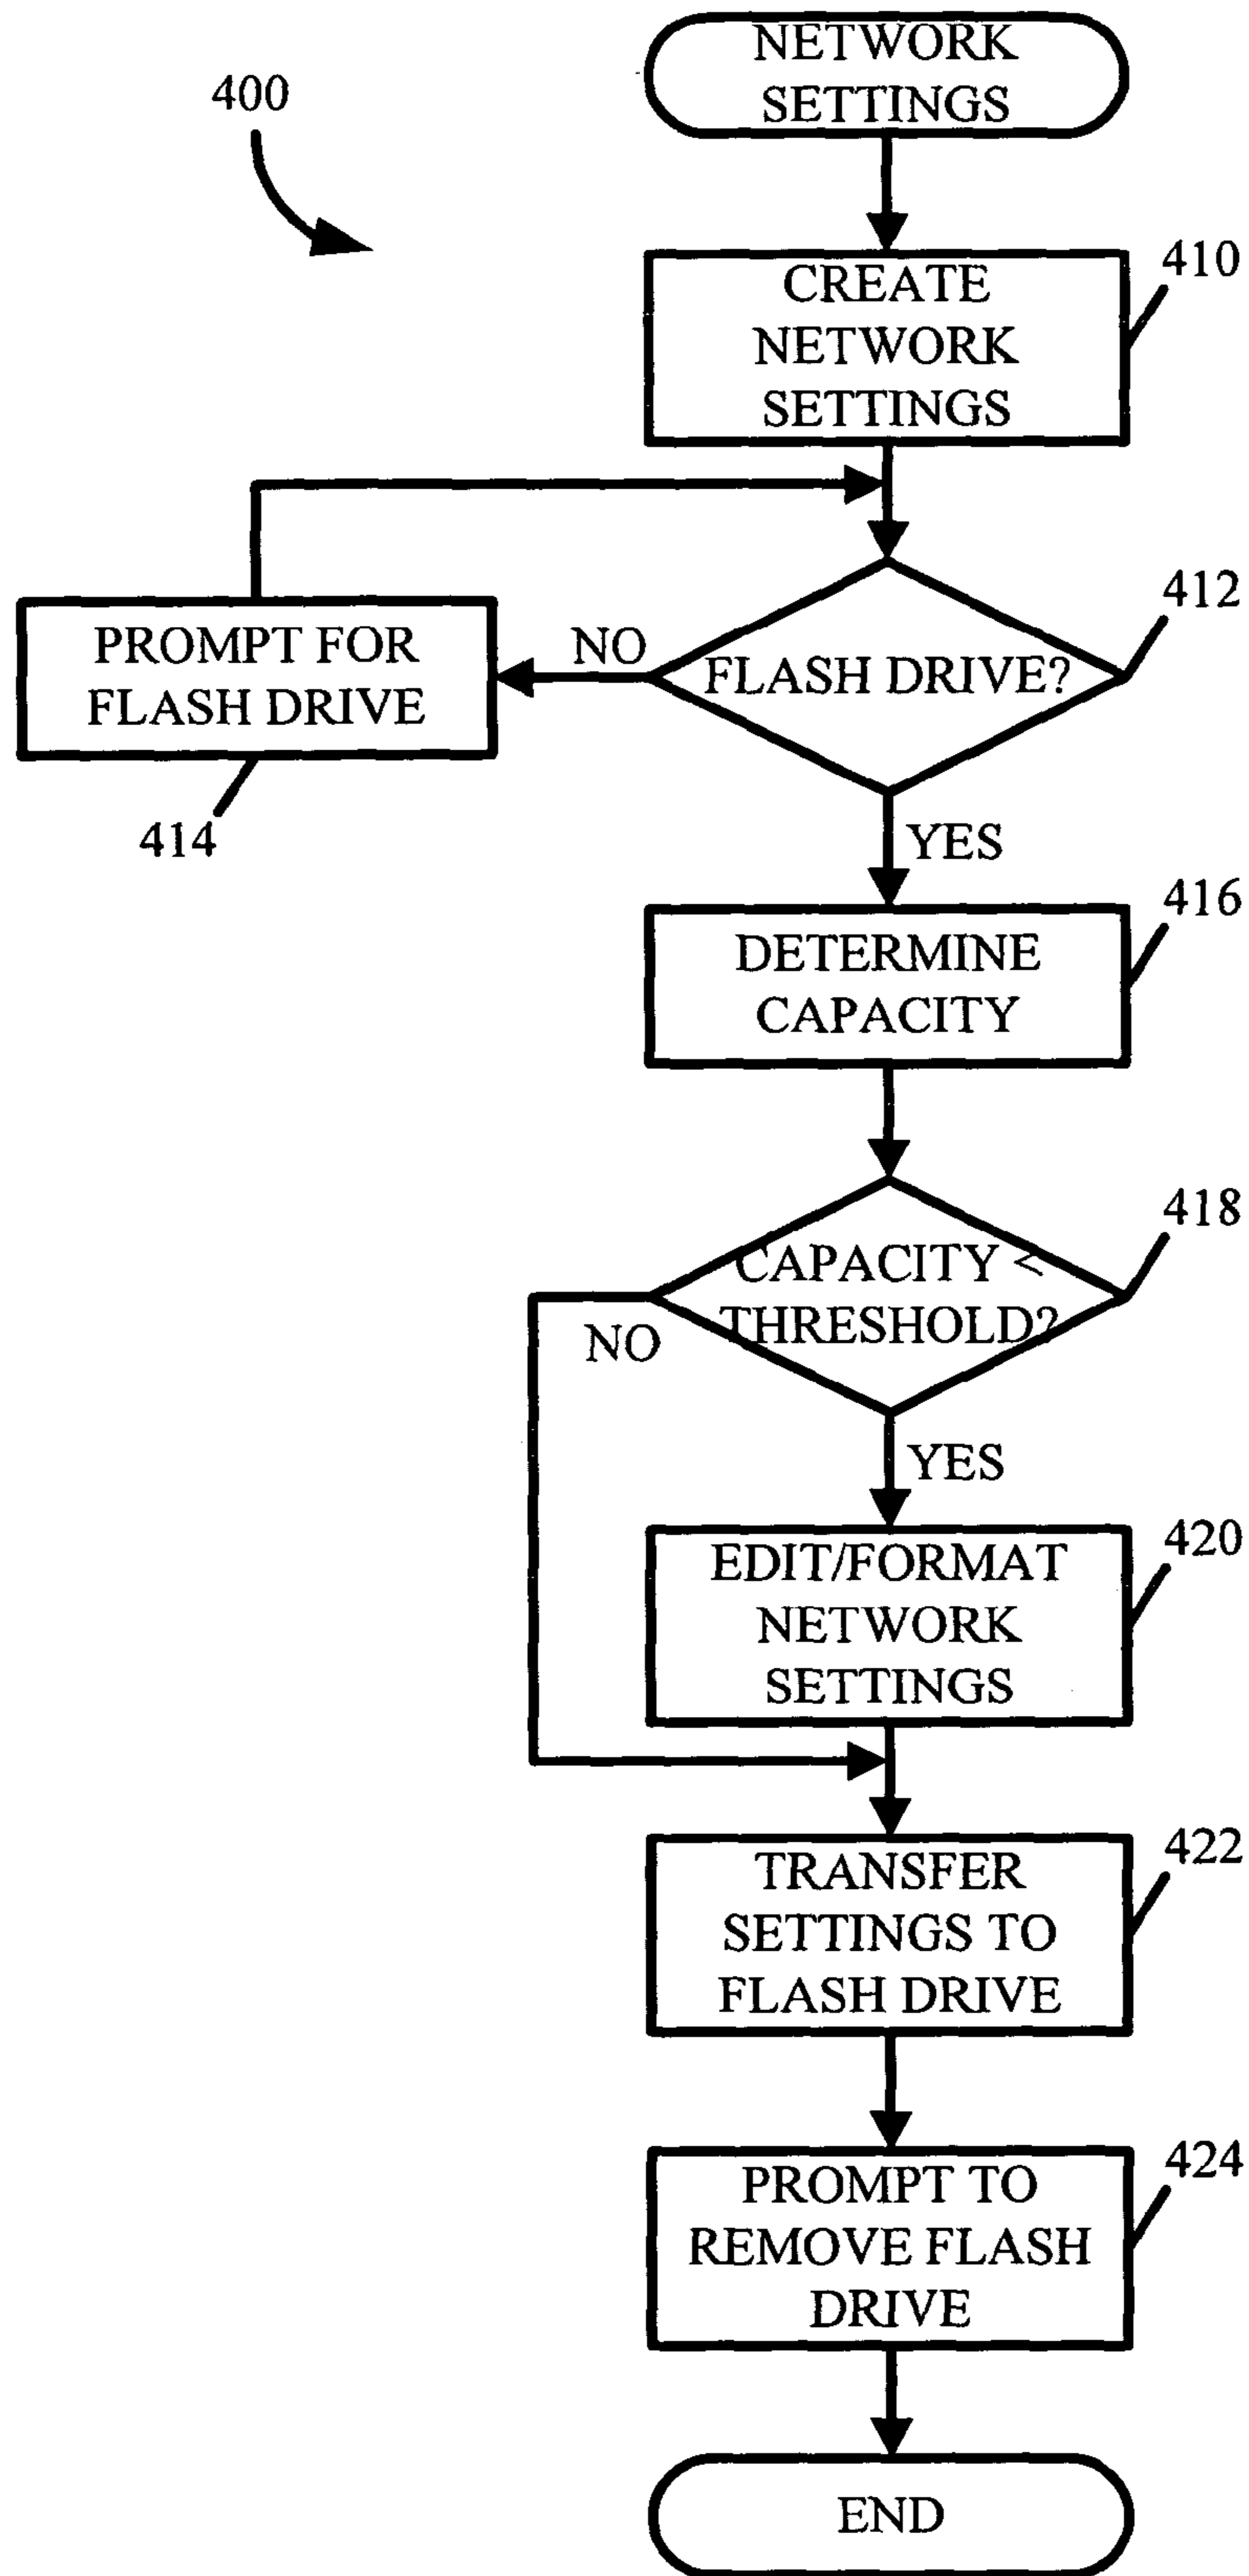 NETWORK
SETTINGS
400
CREATE
NETWORK
SETTINGS
410
FLASH DRIVE?
412
NO
PROMPT FOR
FLASH DRIVE
414
YES
DETERMINE
CAPACITY
416
CAPACITY <
THRESHOLD?
418
NO
YES
EDIT/FORMAT
NETWORK
SETTINGS
420
TRANSFER
SETTINGS TO
FLASH DRIVE
422
PROMPT TO
REMOVE FLASH
DRIVE
424
END